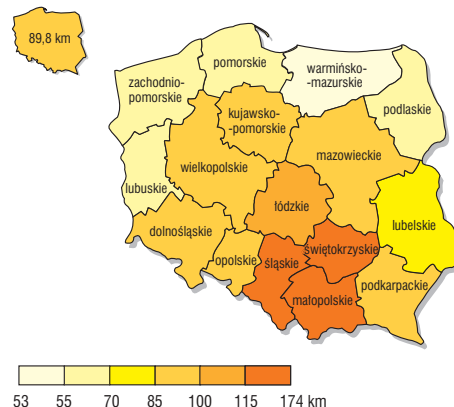 89,8 km
pomorskie
warmińsko-
mazurskie
zachodnio-
pomorskie
podlaskie
kujawsko-
-pomorskie
mazowieckie
wielkopolskie
lubuskie
łódzkie
lubelskie
dolnośląskie
świętokrzyskie
opolskie
śląskie
podkarpackie
małopolskie
53 55 70 85 100 115 174 km